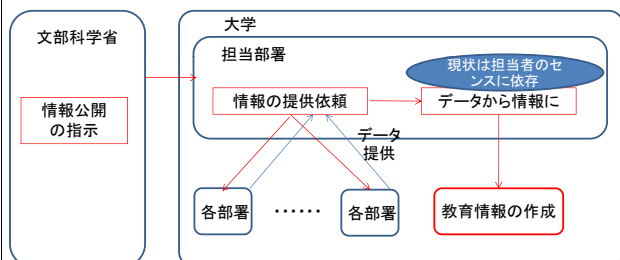 文部科学省
情報公開
の指示
大学
担当部署
現状は担当者のセ
ンスに依存
情報の提供依頼
データから情報に
データ
提供
各部署
……
各部署
教育情報の作成